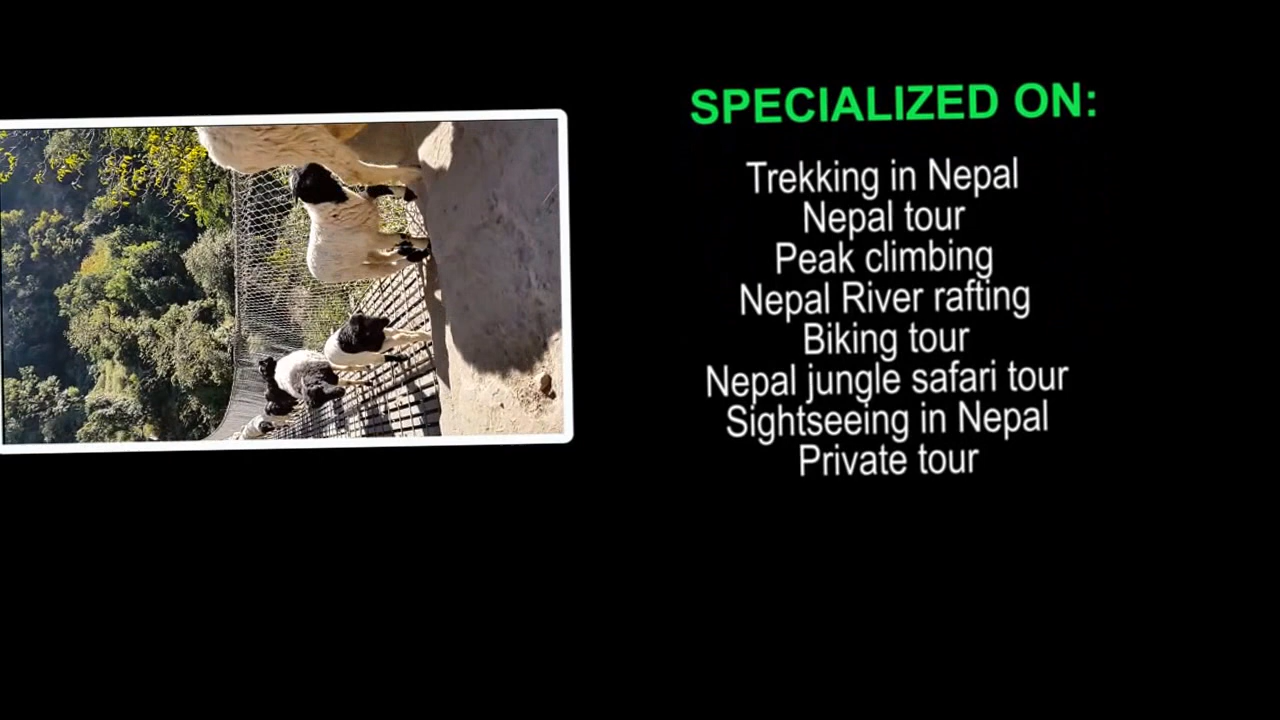 SPECIALIZED ON:
Trekking in Nepal
Nepal tour
Peak climbing
Nepal River rafting
Biking tour
Nepal jungle safari tour
Sightseeing in Nepal
Private tour